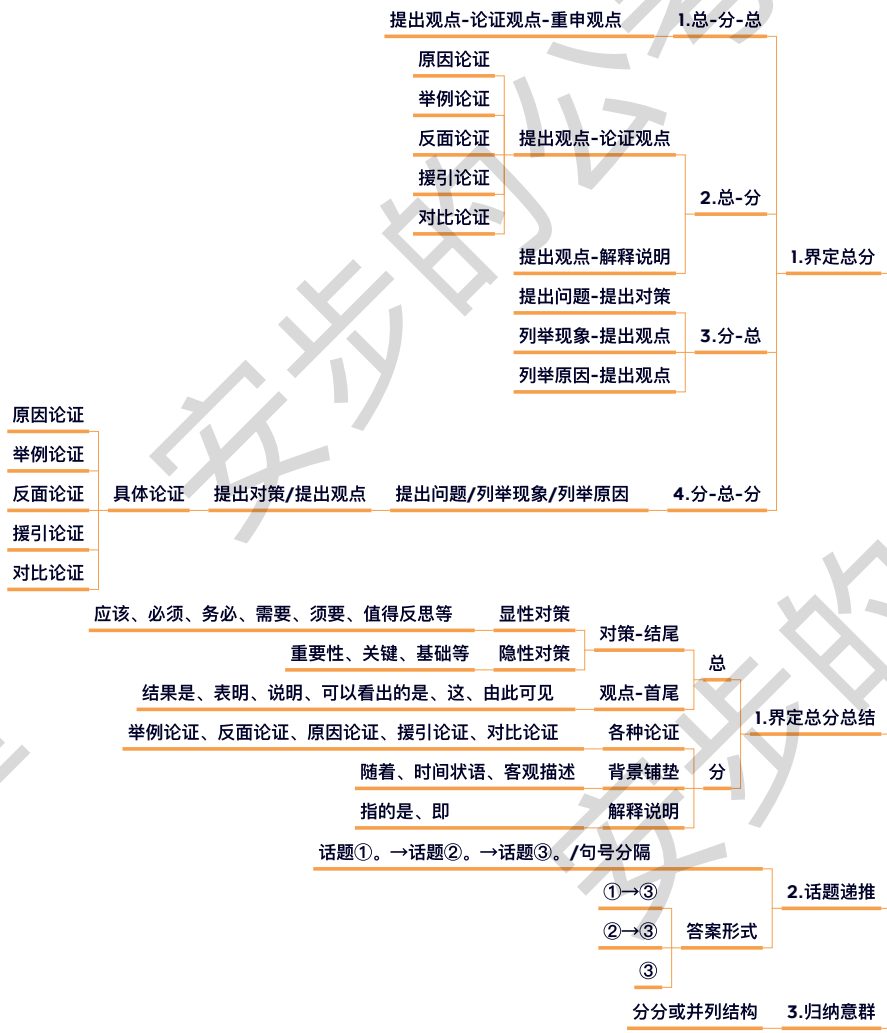 提出观点-论证观点-重申观点
1.总-分-总
原因论证
举例论证
反面论证
援引论证
对比论证
提出观点-论证观点
2.总-分
提出观点-解释说明
1.界定总分
提出问题-提出对策
列举现象-提出观点
3.分-总
列举原因-提出观点
原因论证
举例论证
反面论证
援引论证
对比论证
具体论证
提出对策/提出观点
提出问题/列举现象/列举原因
4.分-总-分
应该、必须、务必、需要、须要、值得反思等
显性对策
对策-结尾
重要性、关键、基础等
隐性对策
总
结果是、表明、说明、可以看出的是、这、由此可见
观点-首尾
1.界定总分总结
举例论证、反面论证、原因论证、援引论证、对比论证
各种论证
随着、时间状语、客观描述
背景铺垫
分
指的是、即
解释说明
话题①。→话题②。→话题③。/句号分隔
2.话题递推
①→③
②→③
③
答案形式
分分或并列结构
3.归纳意群
安步的公考
安步的